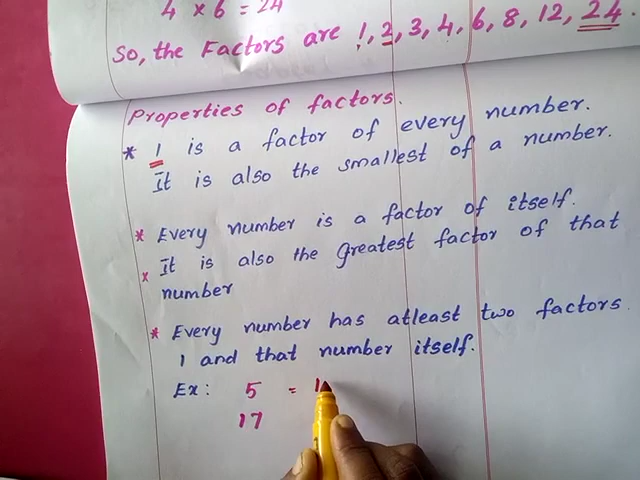 4 × 6 = 24
So, the Factors are 1, 2, 3, 4, 6, 8, 12, 24.
Properties of factors.
* 1 is a factor of every number.
It is also the smallest of a number.
* Every number is a factor of itself.
* It is also the Greatest factor of that
number
* Every number has atleast two factors
1 and that number itself.
Ex: 5 = 1
17